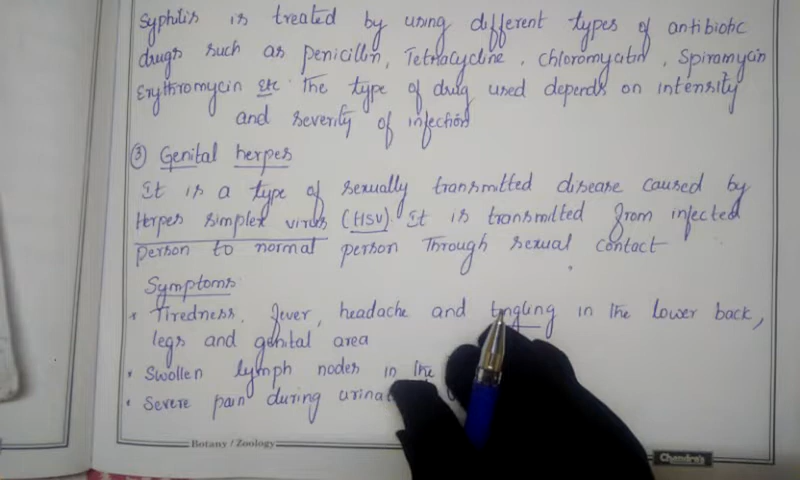 Syphilis is treated by using different types of antibiotic
drugs such as penicillin, Tetracycline, chloromycitin, Spiramycin
Erythromycin etc. The type of drug used depends on intensity
and severity of infection
③ Genital herpes
It is a type of sexually transmitted disease caused by
Herpes simplex virus (HSV). It is transmitted from infected
person to normal person Through sexual contact
Symptoms
* Tiredness, fever, headache and tingling in the lower back,
legs and genital area
* Swollen lymph nodes in the
* Severe pain during
Botany / Zoology
Chandra's